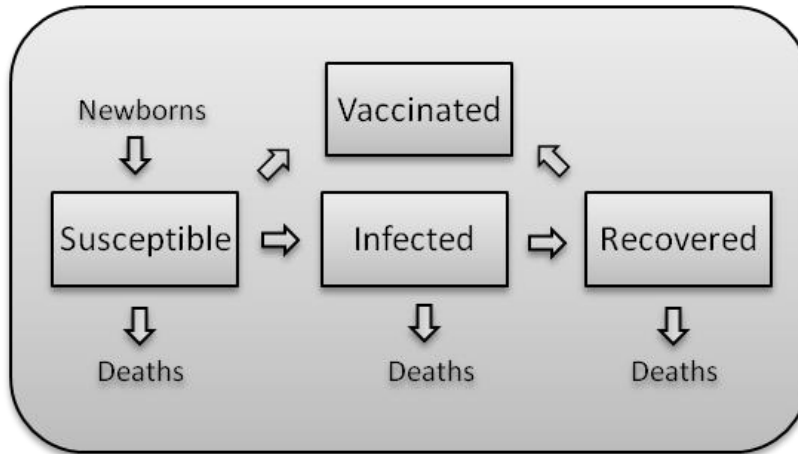 Newborns
Vaccinated
Susceptible
Infected
Recovered
Deaths
Deaths
Deaths